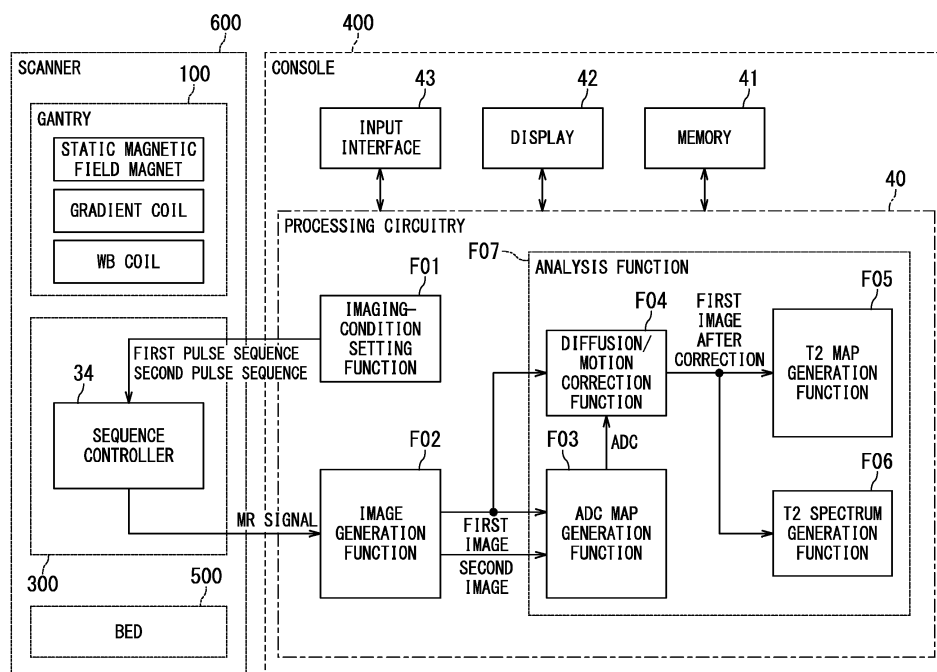 600
SCANNER
100
GANTRY
STATIC MAGNETIC
FIELD MAGNET
GRADIENT COIL
WB COIL
34
SEQUENCE
CONTROLLER
300
500
BED
400
CONSOLE
43
INPUT
INTERFACE
42
DISPLAY
41
MEMORY
40
PROCESSING CIRCUITRY
F01
IMAGING-
CONDITION
SETTING
FUNCTION
FIRST PULSE SEQUENCE
SECOND PULSE SEQUENCE
MR SIGNAL
F02
IMAGE
GENERATION
FUNCTION
FIRST
IMAGE
SECOND
IMAGE
F07
ANALYSIS FUNCTION
F04
DIFFUSION/
MOTION
CORRECTION
FUNCTION
ADC
F03
ADC MAP
GENERATION
FUNCTION
FIRST
IMAGE
AFTER
CORRECTION
F05
T2 MAP
GENERATION
FUNCTION
F06
T2 SPECTRUM
GENERATION
FUNCTION